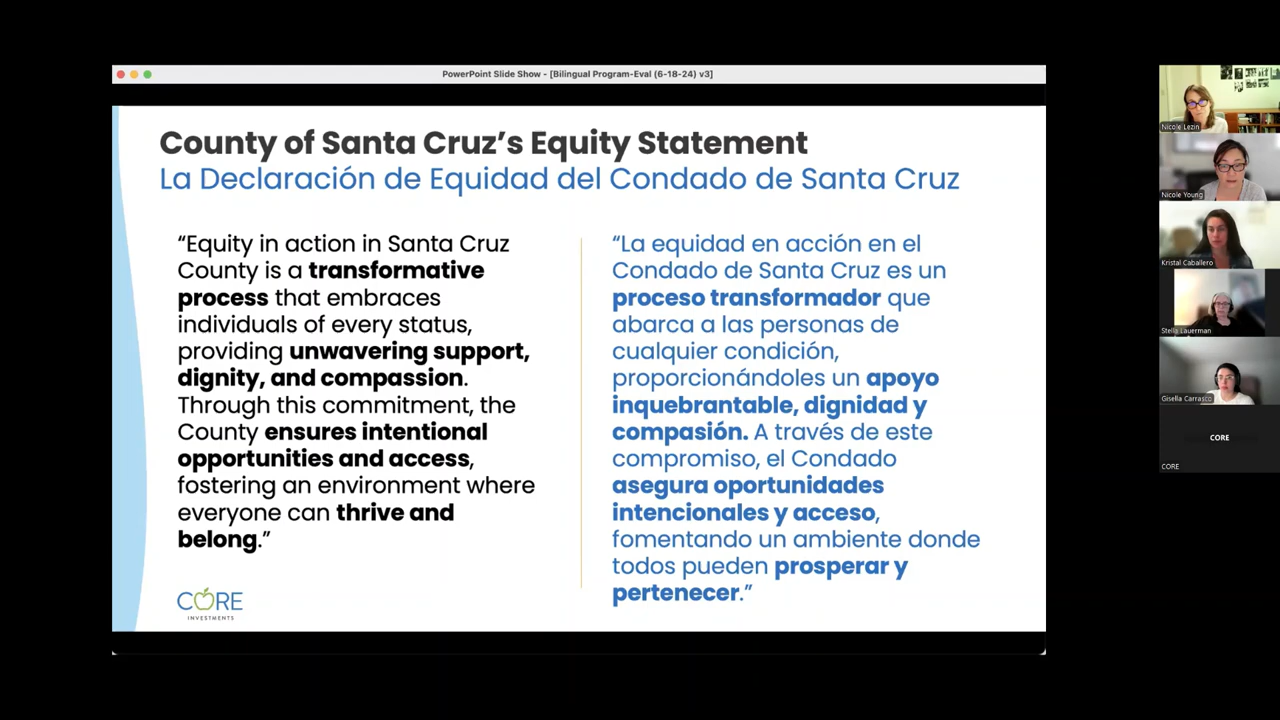 PowerPoint Slide Show - [Bilingual Program-Eval (6-18-24) v3]
County of Santa Cruz’s Equity Statement
La Declaración de Equidad del Condado de Santa Cruz
“Equity in action in Santa Cruz
County is a transformative
process that embraces
individuals of every status,
providing unwavering support,
dignity, and compassion.
Through this commitment, the
County ensures intentional
opportunities and access,
fostering an environment where
everyone can thrive and
belong.”
“La equidad en acción en el
Condado de Santa Cruz es un
proceso transformador que
abarca a las personas de
cualquier condición,
proporcionándoles un apoyo
inquebrantable, dignidad y
compasión. A través de este
compromiso, el Condado
asegura oportunidades
intencionales y acceso,
fomentando un ambiente donde
todos pueden prosperar y
pertenecer.”
CORE
INVESTMENTS
Nicole Lezin
Nicole Young
Kristal Caballero
Stella Lauerman
Gisella Carrasco
CORE
CORE